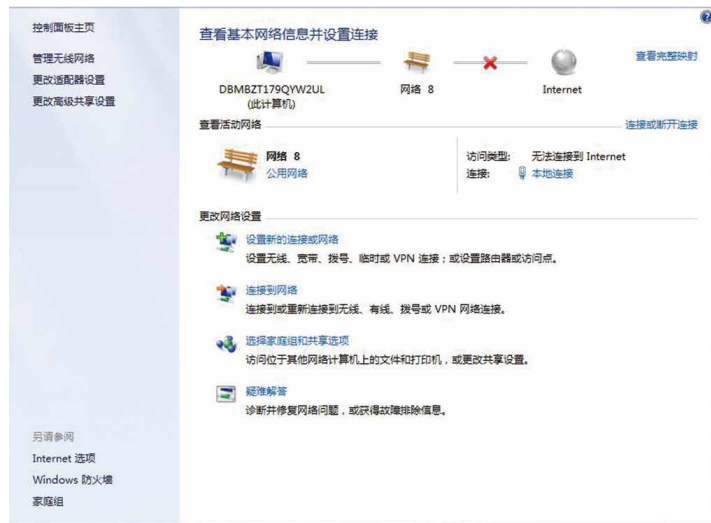 控制面板主页
管理无线网络
更改适配器设置
更改高级共享设置
查看基本网络信息并设置连接
查看完整映射
DBMBZT179QYW2UL
(此计算机)
网络 8
Internet
查看活动网络
连接或断开连接
网络 8
公用网络
访问类型: 无法连接到 Internet
连接: 本地连接
更改网络设置
设置新的连接或网络
设置无线、宽带、拨号、临时或 VPN 连接；或设置路由器或访问点。
连接到网络
连接到或重新连接到无线、有线、拨号或 VPN 网络连接。
选择家庭组和共享选项
访问位于其他网络计算机上的文件和打印机，或更改共享设置。
疑难解答
诊断并修复网络问题，或获得故障排除信息。
另请参阅
Internet 选项
Windows 防火墙
家庭组